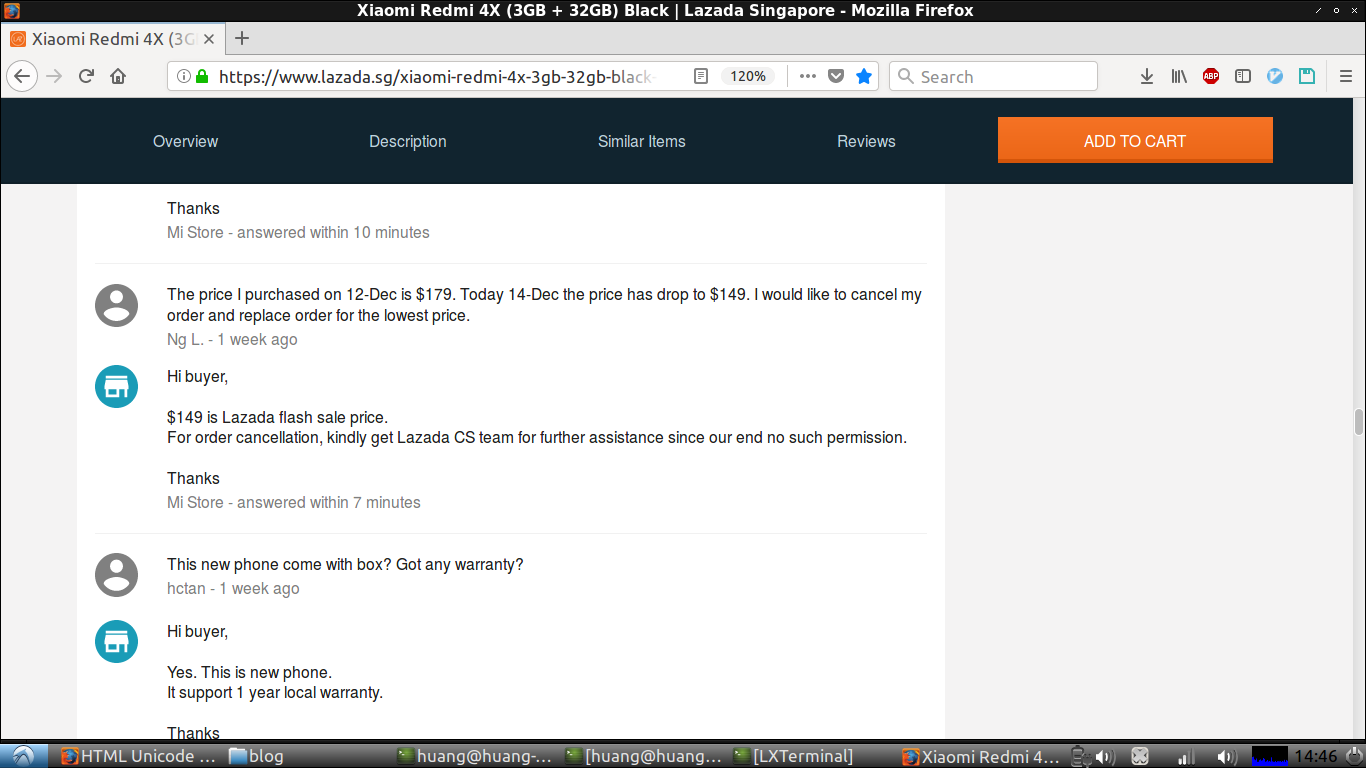 Xiaomi Redmi 4X (3GB + 32GB) Black | Lazada Singapore - Mozilla Firefox
Xiaomi Redmi 4X (3G
https://www.lazada.sg/xiaomi-redmi-4x-3gb-32gb-black-
120%
Search
ABP
Overview
Description
Similar Items
Reviews
ADD TO CART
Thanks
Mi Store - answered within 10 minutes
The price I purchased on 12-Dec is $179. Today 14-Dec the price has drop to $149. I would like to cancel my
order and replace order for the lowest price.
Ng L. - 1 week ago
Hi buyer,
$149 is Lazada flash sale price.
For order cancellation, kindly get Lazada CS team for further assistance since our end no such permission.
Thanks
Mi Store - answered within 7 minutes
This new phone come with box? Got any warranty?
hctan - 1 week ago
Hi buyer,
Yes. This is new phone.
It support 1 year local warranty.
Thanks
HTML Unicode ...
blog
huang@huang-...
[huang@huang...
[LXTerminal]
Xiaomi Redmi 4...
14:46